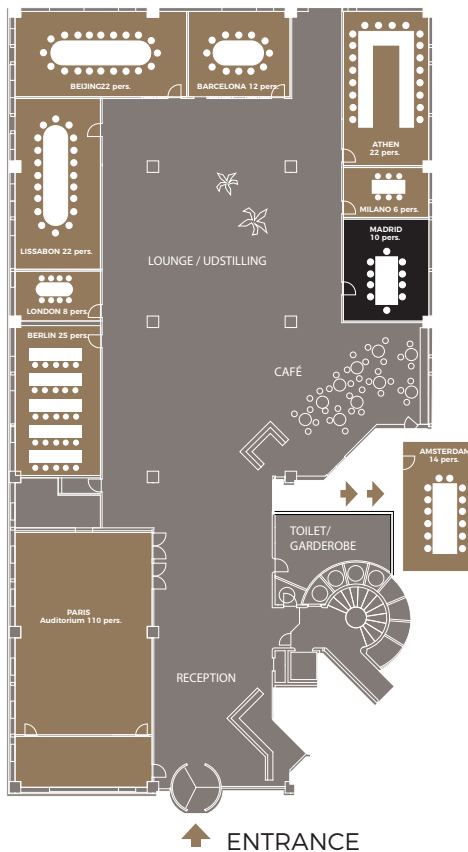 BEIJING22 pers.
BARCELONA 12 pers.
ATHEN
22 pers.
MILANO 6 pers.
MADRID
10 pers.
LISSABON 22 pers.
LOUNGE / UDSTILLING
LONDON 8 pers.
BERLIN 25 pers.
CAFÉ
AMSTERDAM
14 pers.
TOILET/
GARDEROBE
PARIS
Auditorium 110 pers.
RECEPTION
ENTRANCE